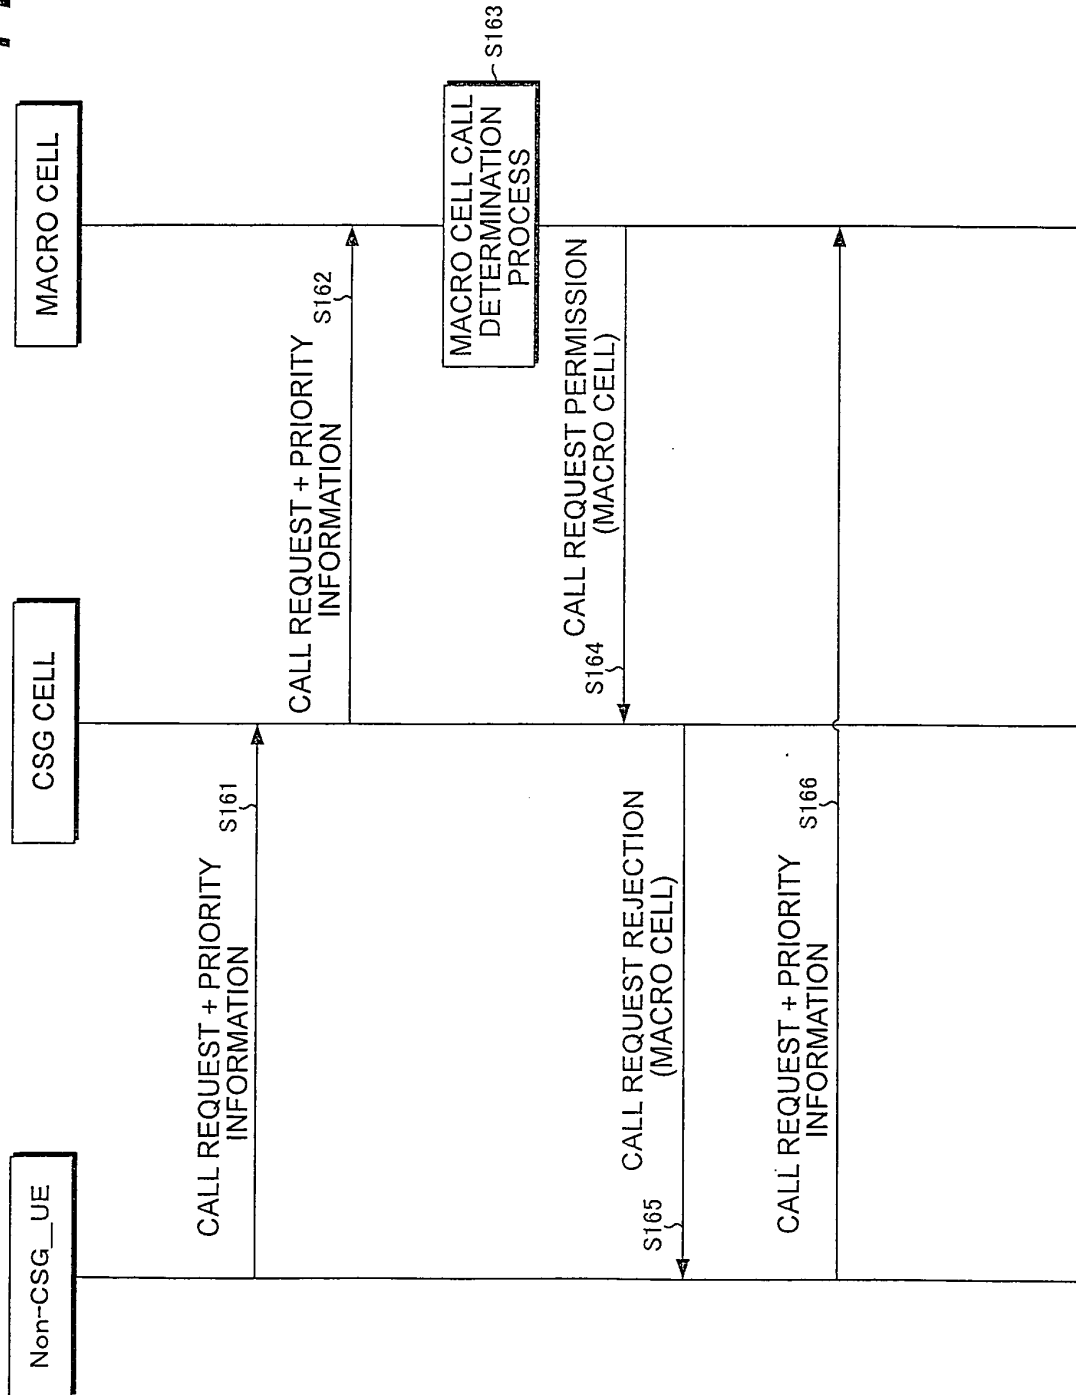 Non-CSG_UE
CSG CELL
MACRO CELL
CALL REQUEST + PRIORITY
INFORMATION
S161
CALL REQUEST + PRIORITY
INFORMATION
S162
MACRO CELL CALL
DETERMINATION
PROCESS
S163
CALL REQUEST PERMISSION
(MACRO CELL)
S164
CALL REQUEST REJECTION
(MACRO CELL)
S165
CALL REQUEST + PRIORITY
INFORMATION
S166